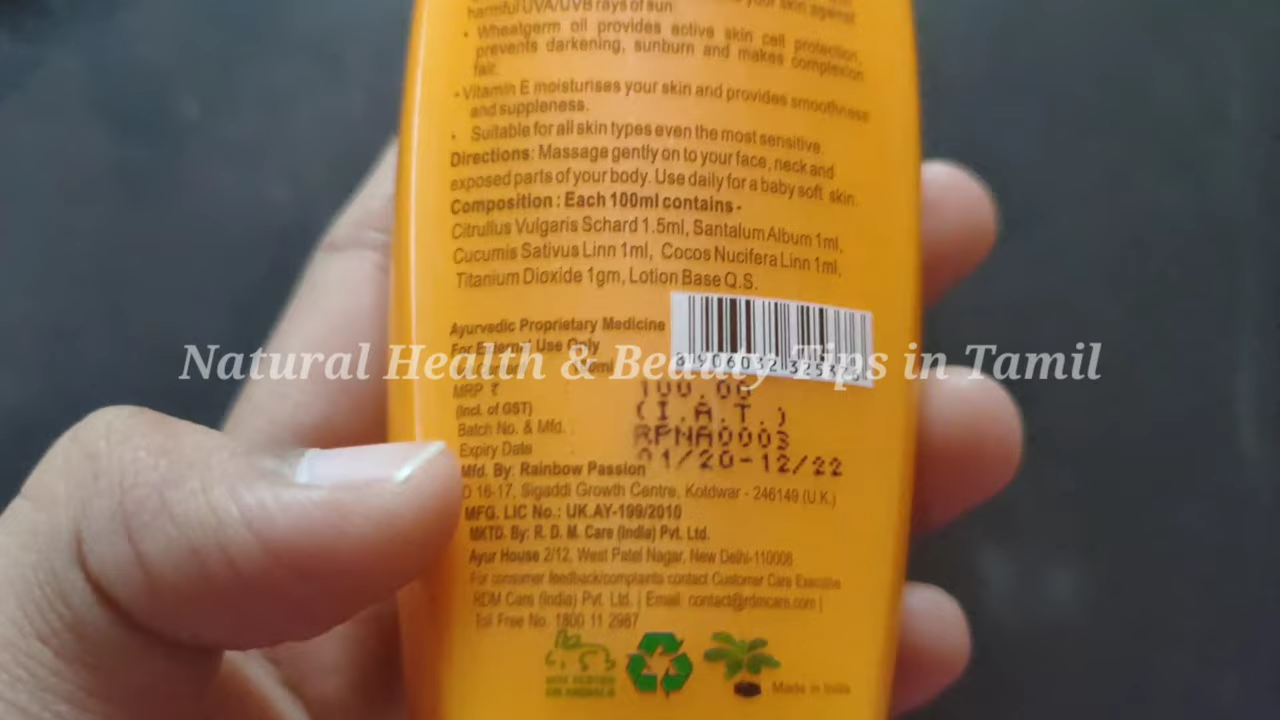 your skin against
harmful UVA/UVB rays of sun
• Wheatgerm oil provides active skin cell protection,
prevents darkening, sunburn and makes complexion
fair.
• Vitamin E moisturises your skin and provides smoothness
and suppleness.
• Suitable for all skin types even the most sensitive.
Directions: Massage gently on to your face, neck and
exposed parts of your body. Use daily for a baby soft skin.
Composition : Each 100ml contains -
Citrullus Vulgaris Schard 1.5ml, Santalum Album 1ml,
Cucumis Sativus Linn 1ml, Cocos Nucifera Linn 1ml,
Titanium Dioxide 1gm, Lotion Base Q.S.
Ayurvedic Proprietary Medicine
For External Use Only
Natural Health & Beauty Tips in Tamil
MRP ₹ 100.00
(Incl. of GST) (I.A.T.)
Batch No. & Mfd. : RPNA0003
Expiry Date : 01/20-12/22
Mfd. By: Rainbow Passion
D 16-17, Sigaddi Growth Centre, Kotdwar - 246149 (U.K.)
MFG. LIC No.: UK.AY-199/2010
MKTD. By: R. D. M. Care (India) Pvt. Ltd.
Ayur House 2/12, West Patel Nagar, New Delhi-110008
For consumer feedback/complaints contact Customer Care Executive
RDM Care (India) Pvt. Ltd. | Email: contact@rdmcare.com |
Toll Free No. 1800 11 2987
Made in India